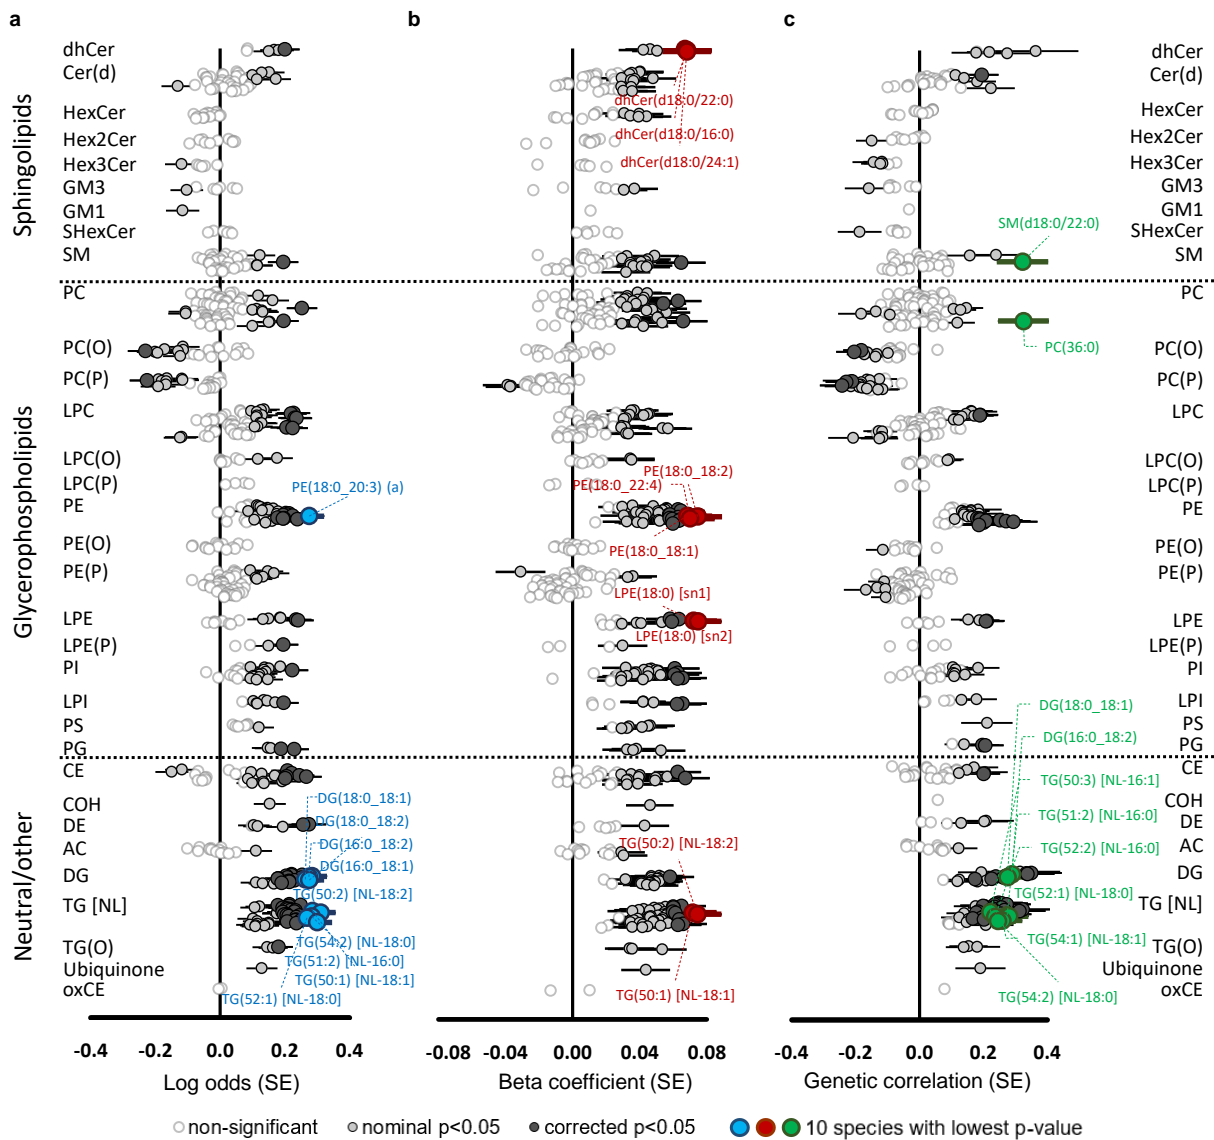 a
b
c
Sphingolipids
Glycerophospholipids
Neutral/other
dhCer
Cer(d)
HexCer
Hex2Cer
Hex3Cer
GM3
GM1
SHexCer
SM
PC
PC(O)
PC(P)
LPC
LPC(O)
LPC(P)
PE
PE(O)
PE(P)
LPE
LPE(P)
PI
LPI
PS
PG
CE
COH
DE
AC
DG
TG [NL]
TG(O)
Ubiquinone
oxCE
PE(18:0_20:3) (a)
DG(18:0_18:1)
DG(18:0_18:2)
DG(16:0_18:2)
DG(16:0_18:1)
TG(50:2) [NL-18:2]
TG(54:2) [NL-18:0]
TG(51:2) [NL-16:0]
TG(50:1) [NL-18:1]
TG(52:1) [NL-18:0]
-0.4 -0.2 0.0 0.2 0.4
Log odds (SE)
dhCer(d18:0/22:0)
dhCer(d18:0/16:0)
dhCer(d18:0/24:1)
PE(18:0_18:2)
PE(18:0_22:4)
PE(18:0_18:1)
LPE(18:0) [sn1]
LPE(18:0) [sn2]
TG(50:2) [NL-18:2]
TG(50:1) [NL-18:1]
-0.08 -0.04 0.00 0.04 0.08
Beta coefficient (SE)
SM(d18:0/22:0)
PC(36:0)
DG(18:0_18:1)
DG(16:0_18:2)
TG(50:3) [NL-16:1]
TG(51:2) [NL-16:0]
TG(52:2) [NL-16:0]
TG(52:1) [NL-18:0]
TG(54:1) [NL-18:1]
TG(54:2) [NL-18:0]
-0.4 -0.2 0.0 0.2 0.4
Genetic correlation (SE)
dhCer
Cer(d)
HexCer
Hex2Cer
Hex3Cer
GM3
GM1
SHexCer
SM
PC
PC(O)
PC(P)
LPC
LPC(O)
LPC(P)
PE
PE(O)
PE(P)
LPE
LPE(P)
PI
LPI
PS
PG
CE
COH
DE
AC
DG
TG [NL]
TG(O)
Ubiquinone
oxCE
non-significant nominal p<0.05 corrected p<0.05 10 species with lowest p-value